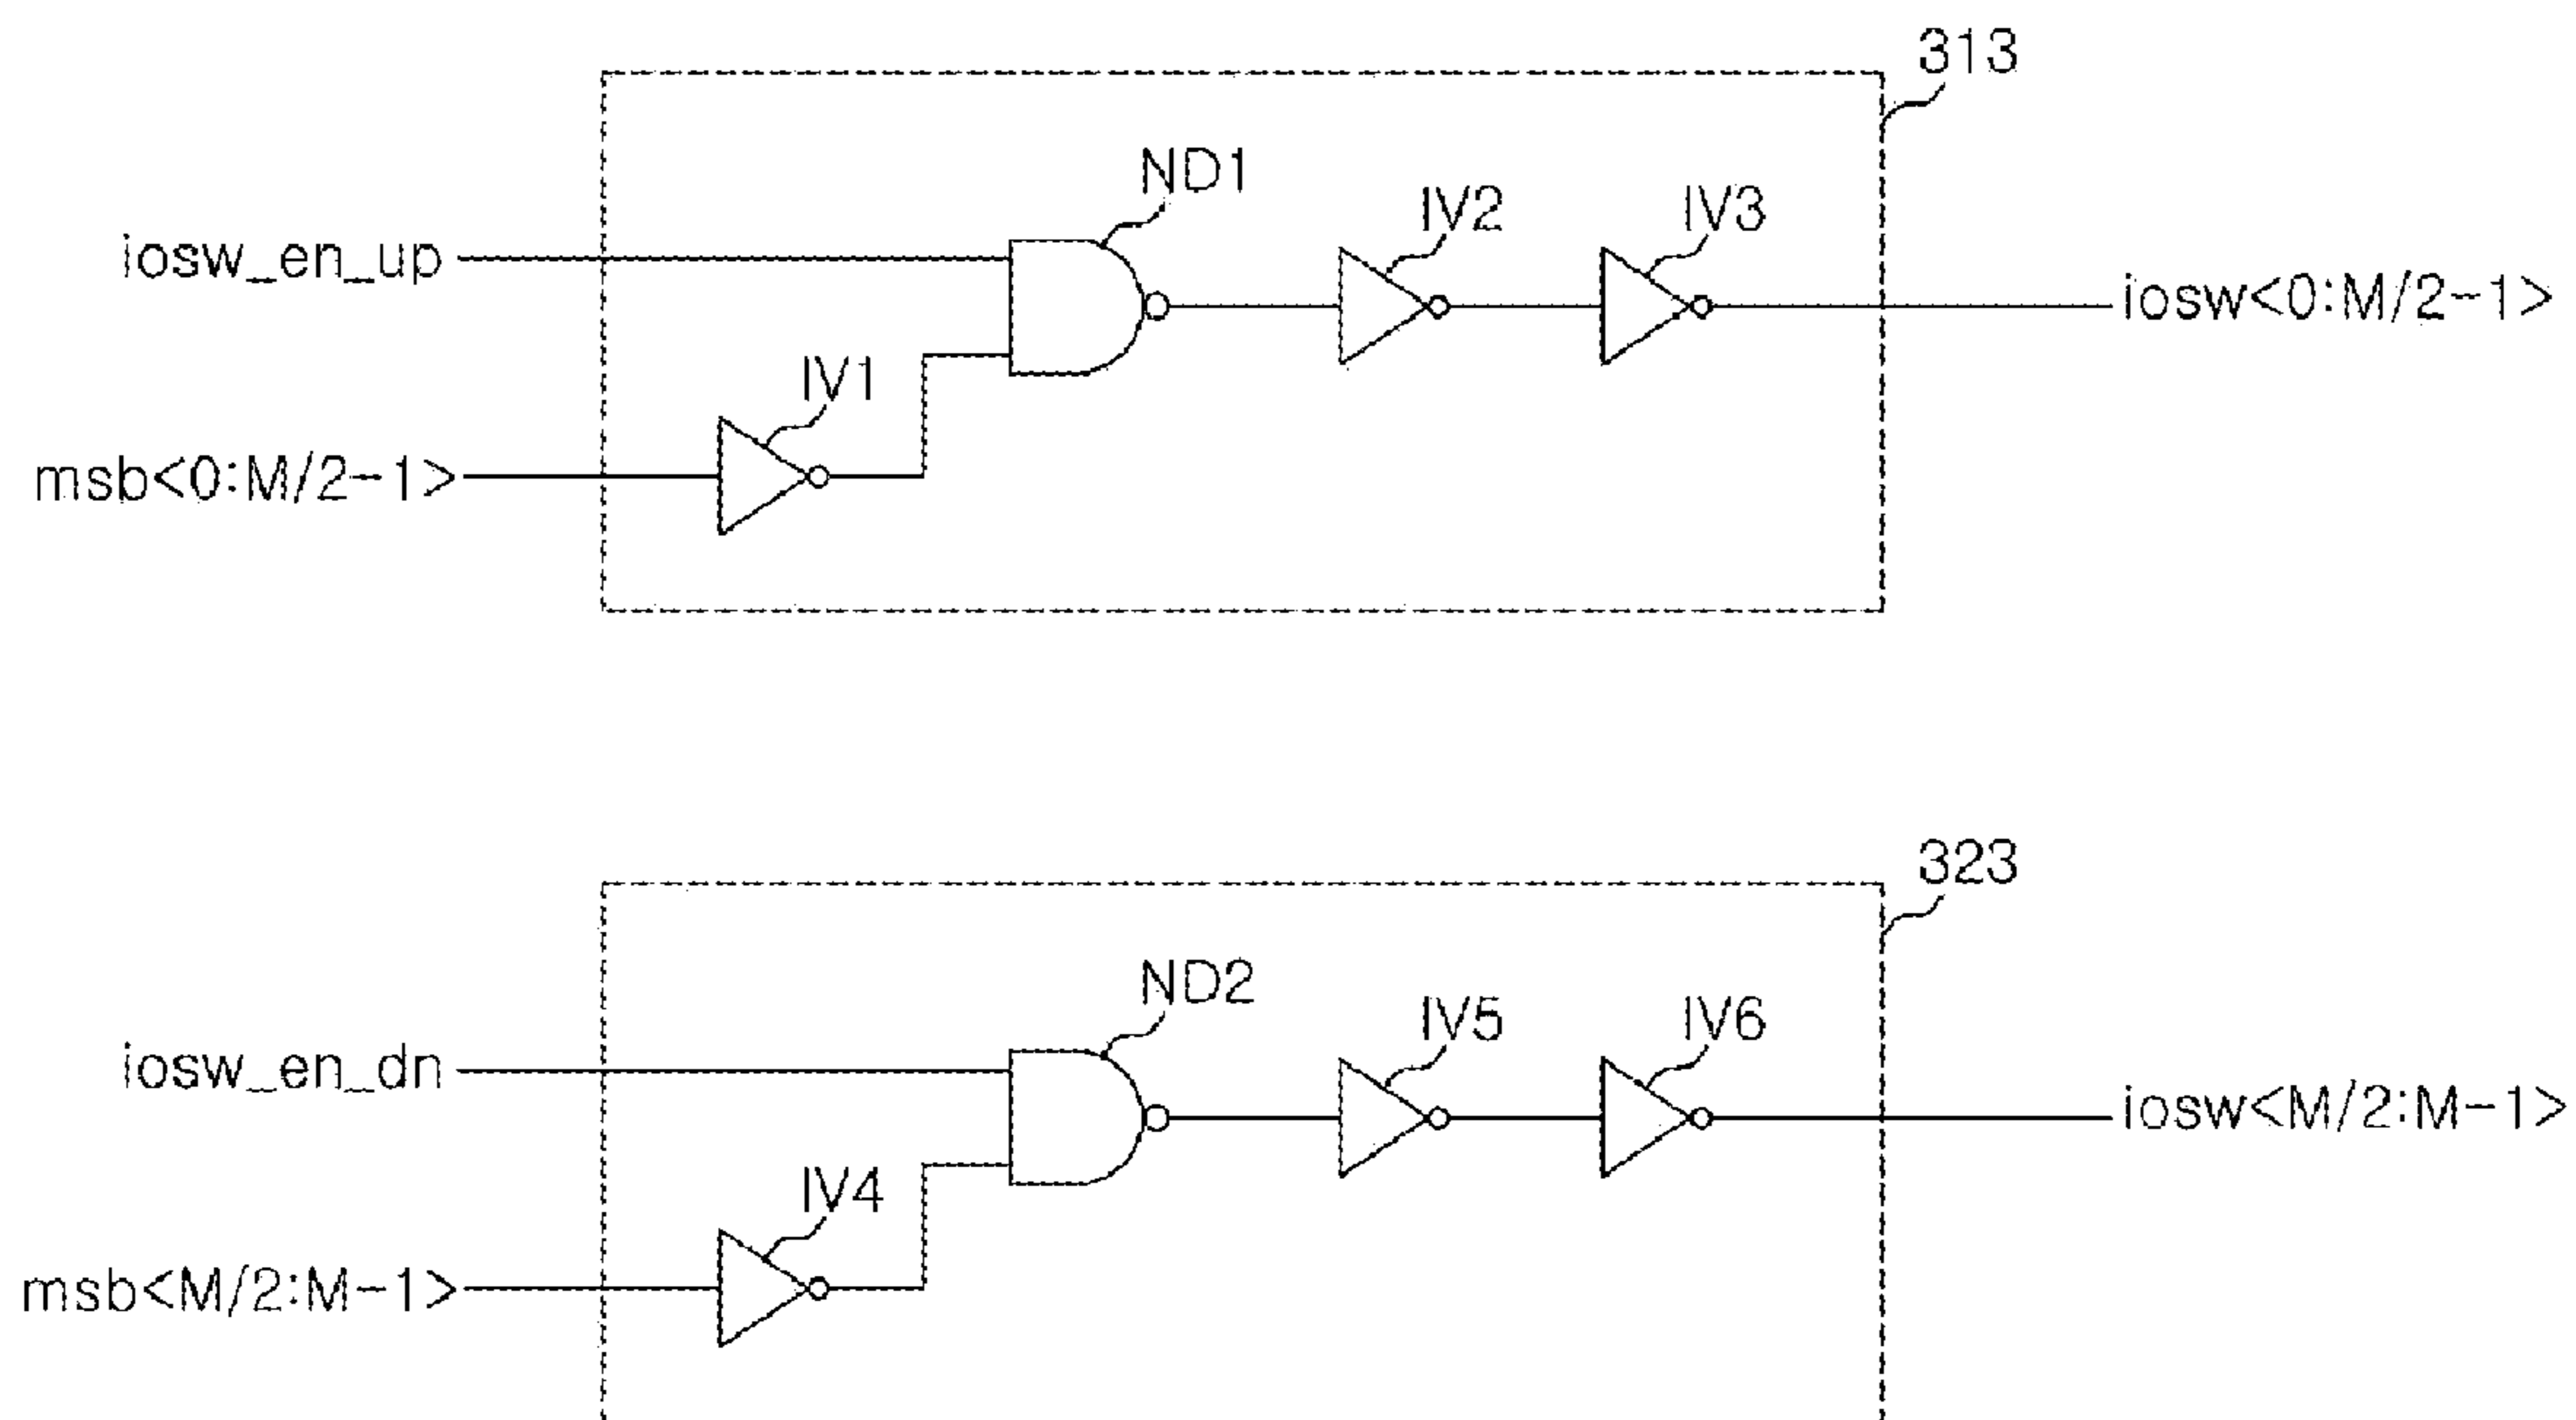 313
ND1
IV2
IV3
iosw_en_up
iosw<0:M/2-1>
IV1
msb<0:M/2-1>
323
ND2
IV5
IV6
iosw_en_dn
iosw<M/2:M-1>
IV4
msb<M/2:M-1>